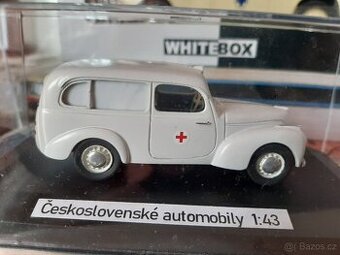 WHITEBOX
Československé automobily 1:43
© Bazos.cz